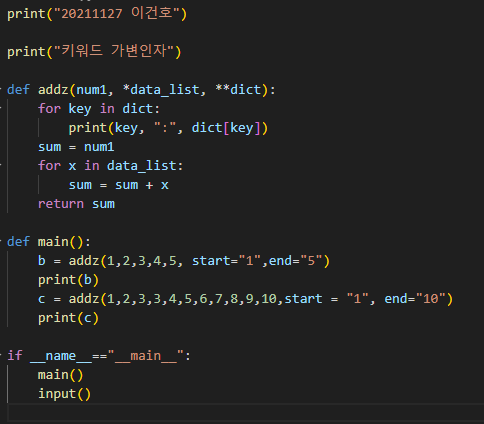 print("20211127 이건호")
print("키워드 가변인자")
def addz(num1, *data_list, **dict):
    for key in dict:
        print(key, ":", dict[key])
    sum = num1
    for x in data_list:
        sum = sum + x
    return sum
def main():
    b = addz(1,2,3,4,5, start="1",end="5")
    print(b)
    c = addz(1,2,3,3,4,5,6,7,8,9,10,start = "1", end="10")
    print(c)
if __name__=="__main__":
    main()
    input()